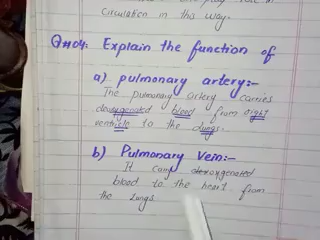 circulation in this way.
Q#04: Explain the function of
a) pulmonary artery:-
The pulmonary artery carries
deoxygenated blood from right
ventricle to the lungs.
b) Pulmonary Vein:-
It carry deoxogenated
blood to the heart from
the lungs